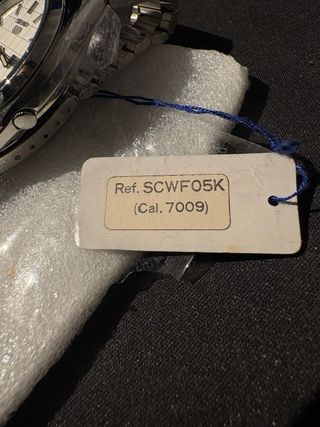 Ref. SCWF05K
(Cal. 7009)